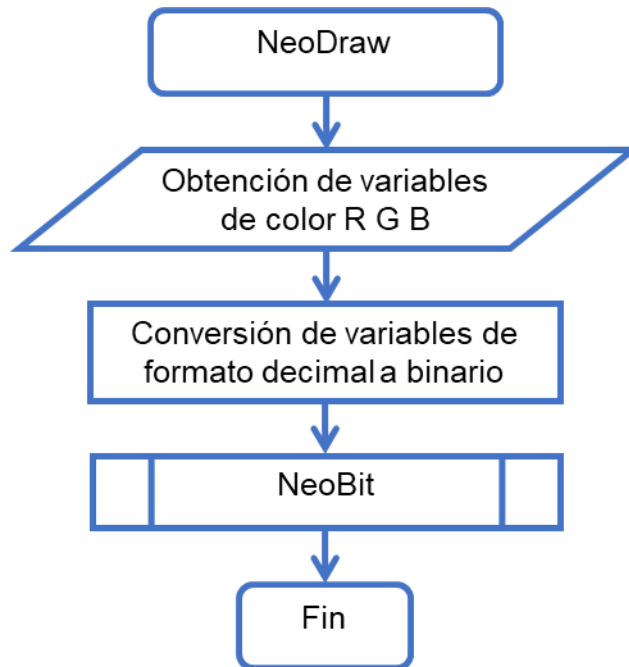 NeoDraw
Obtención de variables
de color R G B
Conversión de variables de
formato decimal a binario
NeoBit
Fin